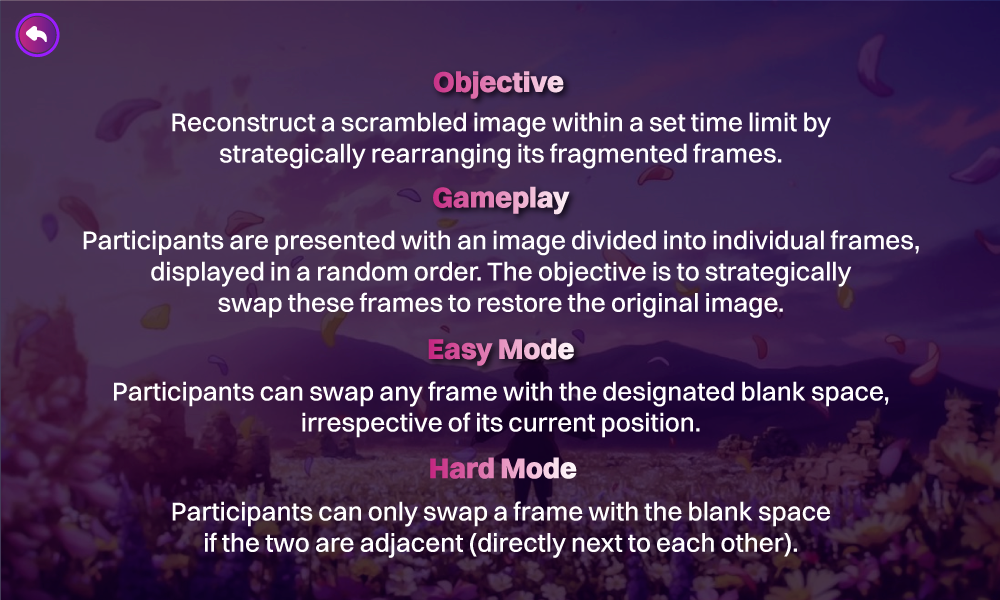 Objective
Reconstruct a scrambled image within a set time limit by
strategically rearranging its fragmented frames.
Gameplay
Participants are presented with an image divided into individual frames,
displayed in a random order. The objective is to strategically
swap these frames to restore the original image.
Easy Mode
Participants can swap any frame with the designated blank space,
irrespective of its current position.
Hard Mode
Participants can only swap a frame with the blank space
if the two are adjacent (directly next to each other).